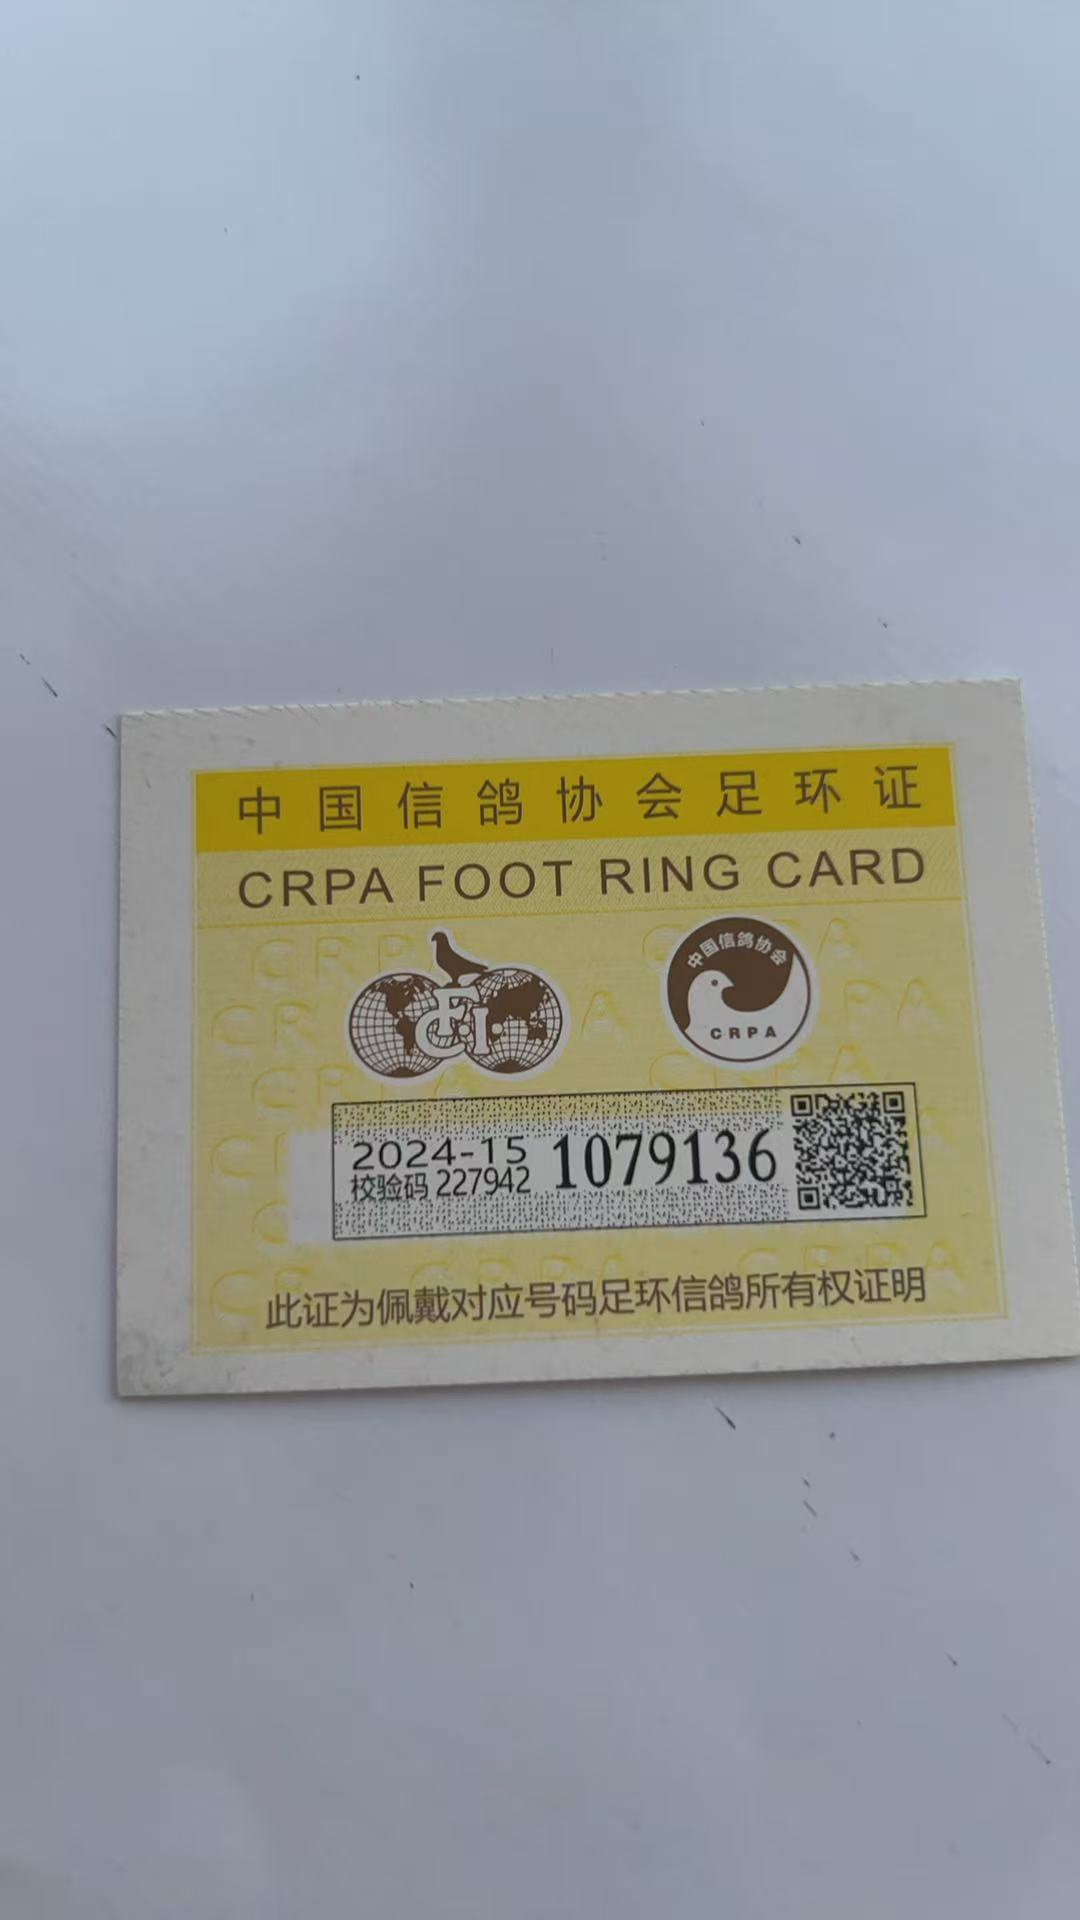 中国信鸽协会足环证
CRPA FOOT RING CARD
FCI
中国信鸽协会
CRPA
2024-15 1079136
校验码 227942
此证为佩戴对应号码足环信鸽所有权证明